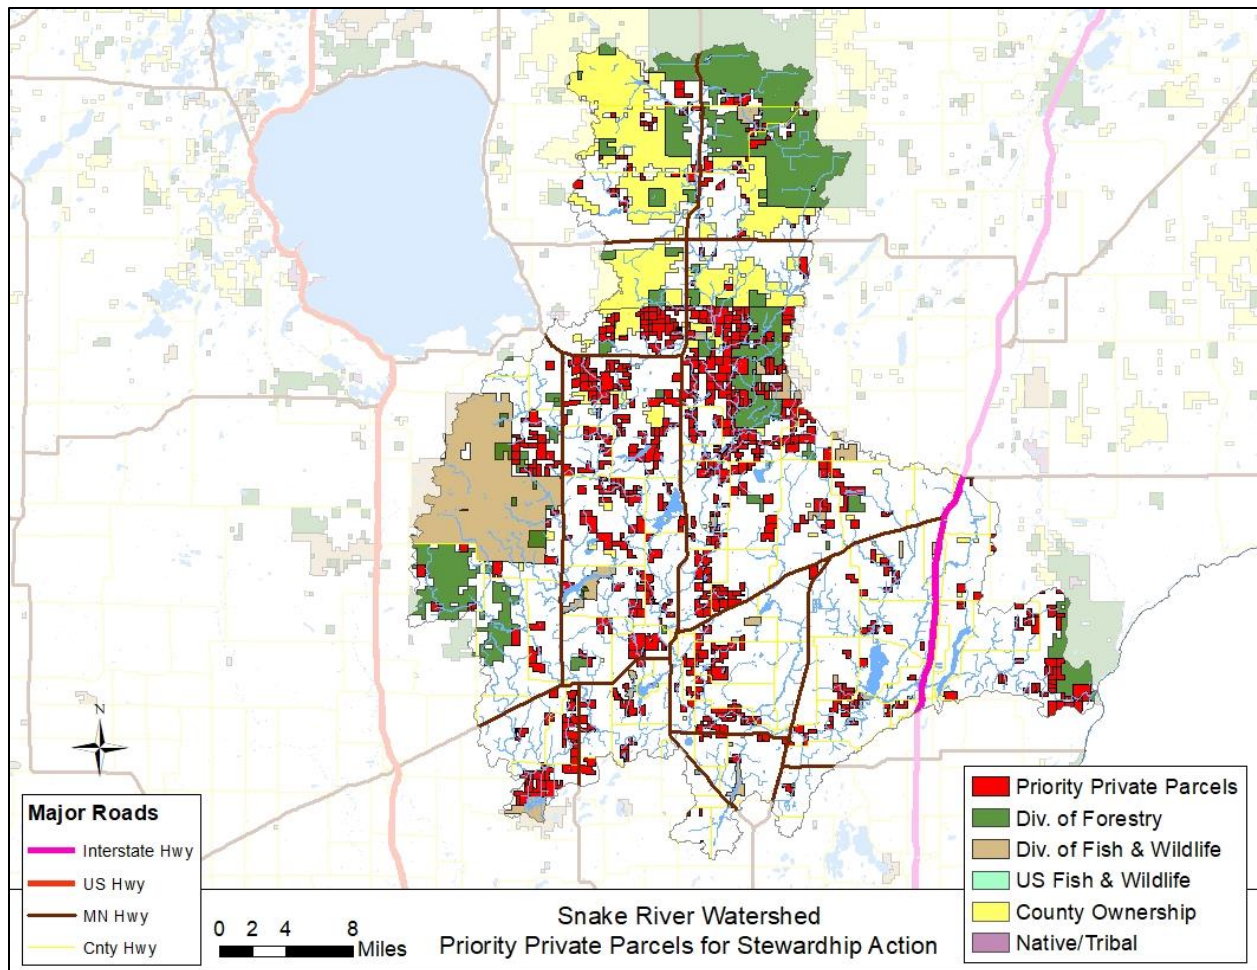 N
Major Roads
Interstate Hwy
US Hwy
MN Hwy
Cnty Hwy
0 2 4 8
Miles
Snake River Watershed
Priority Private Parcels for Stewardhip Action
Priority Private Parcels
Div. of Forestry
Div. of Fish & Wildlife
US Fish & Wildlife
County Ownership
Native/Tribal